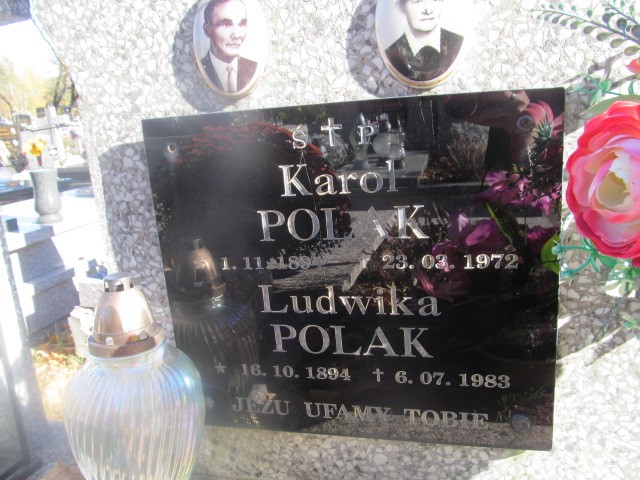 Ś † P
Karol
POLAK
23. 03. 1972
Ludwika
POLAK
★ 16. 10. 1894 † 6. 07. 1983
JEZU UFAMY TOBIE